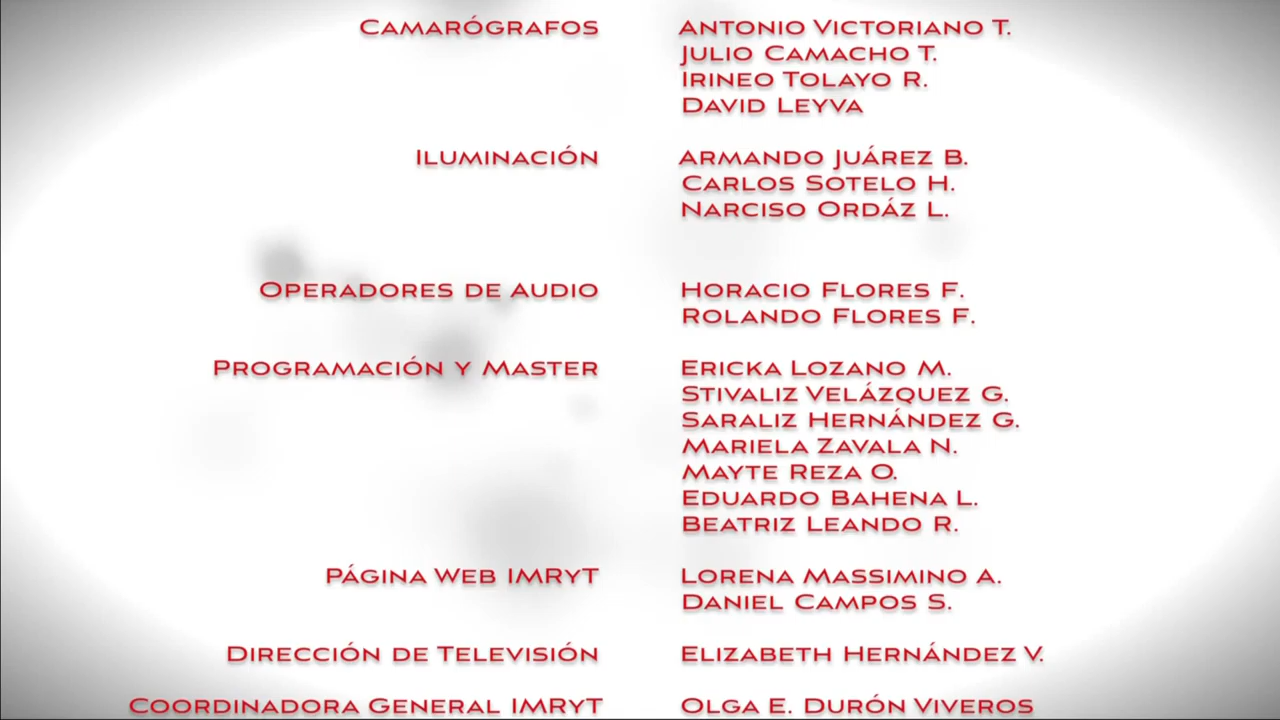 CAMARÓGRAFOS ANTONIO VICTORIANO T.
JULIO CAMACHO T.
IRINEO TOLAYO R.
DAVID LEYVA
ILUMINACIÓN ARMANDO JUÁREZ B.
CARLOS SOTELO H.
NARCISO ORDÁZ L.
OPERADORES DE AUDIO HORACIO FLORES F.
ROLANDO FLORES F.
PROGRAMACIÓN Y MASTER ERICKA LOZANO M.
STIVALIZ VELÁZQUEZ G.
SARALIZ HERNÁNDEZ G.
MARIELA ZAVALA N.
MAYTE REZA O.
EDUARDO BAHENA L.
BEATRIZ LEANDO R.
PÁGINA WEB IMRYT LORENA MASSIMINO A.
DANIEL CAMPOS S.
DIRECCIÓN DE TELEVISIÓN ELIZABETH HERNÁNDEZ V.
COORDINADORA GENERAL IMRYT OLGA E. DURÓN VIVEROS